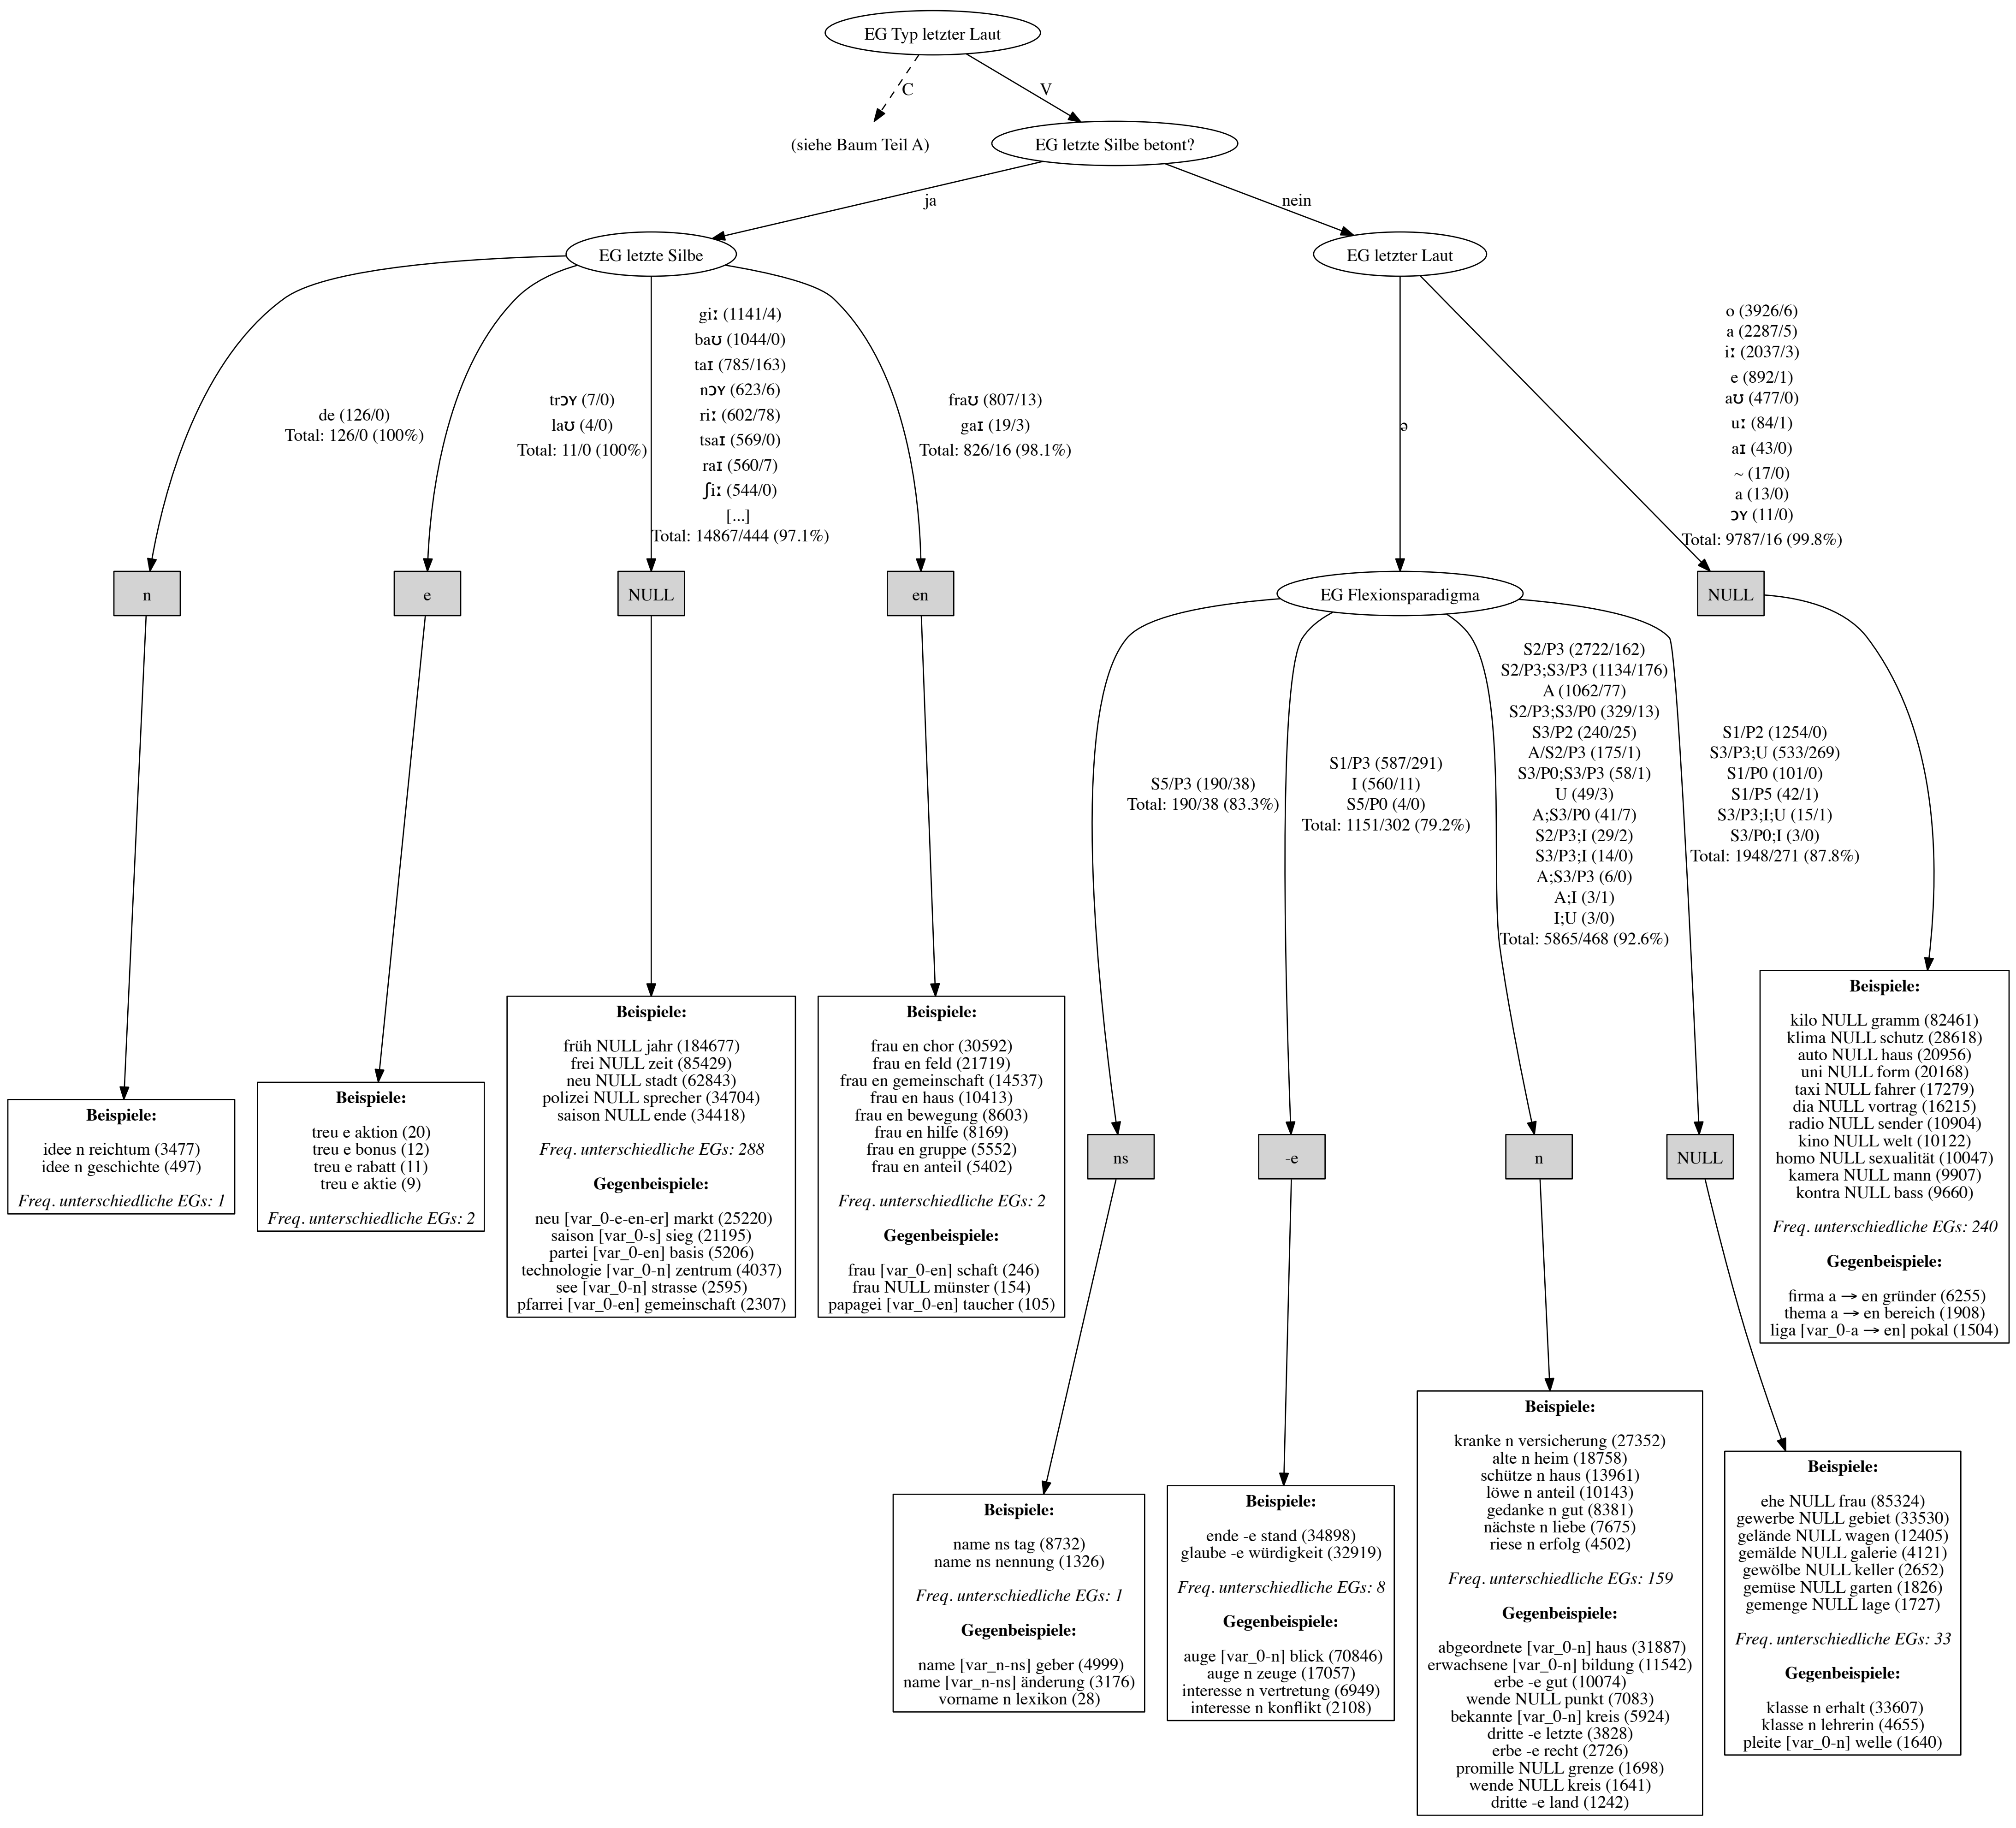 EG Typ letzter Laut
C
V
(siehe Baum Teil A)
EG letzte Silbe betont?
ja
nein
EG letzte Silbe
EG letzter Laut
de (126/0)
Total: 126/0 (100%)
trɔʏ (7/0)
laʊ (4/0)
Total: 11/0 (100%)
giː (1141/4)
baʊ (1044/0)
taɪ (785/163)
nɔʏ (623/6)
riː (602/78)
tsaɪ (569/0)
raɪ (560/7)
ʃiː (544/0)
[...]
Total: 14867/444 (97.1%)
fraʊ (807/13)
gaɪ (19/3)
Total: 826/16 (98.1%)
ə
o (3926/6)
a (2287/5)
iː (2037/3)
e (892/1)
aʊ (477/0)
uː (84/1)
aɪ (43/0)
~ (17/0)
a (13/0)
ɔʏ (11/0)
Total: 9787/16 (99.8%)
n
e
NULL
en
EG Flexionsparadigma
NULL
S5/P3 (190/38)
Total: 190/38 (83.3%)
S1/P3 (587/291)
I (560/11)
S5/P0 (4/0)
Total: 1151/302 (79.2%)
S2/P3 (2722/162)
S2/P3;S3/P3 (1134/176)
A (1062/77)
S2/P3;S3/P0 (329/13)
S3/P2 (240/25)
A/S2/P3 (175/1)
S3/P0;S3/P3 (58/1)
U (49/3)
A;S3/P0 (41/7)
S2/P3;I (29/2)
S3/P3;I (14/0)
A;S3/P3 (6/0)
A;I (3/1)
I;U (3/0)
Total: 5865/468 (92.6%)
S1/P2 (1254/0)
S3/P3;U (533/269)
S1/P0 (101/0)
S1/P5 (42/1)
S3/P3;I;U (15/1)
S3/P0;I (3/0)
Total: 1948/271 (87.8%)
Beispiele:
idee n reichtum (3477)
idee n geschichte (497)
Freq. unterschiedliche EGs: 1
Beispiele:
treu e aktion (20)
treu e bonus (12)
treu e rabatt (11)
treu e aktie (9)
Freq. unterschiedliche EGs: 2
Beispiele:
früh NULL jahr (184677)
frei NULL zeit (85429)
neu NULL stadt (62843)
polizei NULL sprecher (34704)
saison NULL ende (34418)
Freq. unterschiedliche EGs: 288
Gegenbeispiele:
neu [var_0-e-en-er] markt (25220)
saison [var_0-s] sieg (21195)
partei [var_0-en] basis (5206)
technologie [var_0-n] zentrum (4037)
see [var_0-n] strasse (2595)
pfarrei [var_0-en] gemeinschaft (2307)
Beispiele:
frau en chor (30592)
frau en feld (21719)
frau en gemeinschaft (14537)
frau en haus (10413)
frau en bewegung (8603)
frau en hilfe (8169)
frau en gruppe (5552)
frau en anteil (5402)
Freq. unterschiedliche EGs: 2
Gegenbeispiele:
frau [var_0-en] schaft (246)
frau NULL münster (154)
papagei [var_0-en] taucher (105)
Beispiele:
kilo NULL gramm (82461)
klima NULL schutz (28618)
auto NULL haus (20956)
uni NULL form (20168)
taxi NULL fahrer (17279)
dia NULL vortrag (16215)
radio NULL sender (10904)
kino NULL welt (10122)
homo NULL sexualität (10047)
kamera NULL mann (9907)
kontra NULL bass (9660)
Freq. unterschiedliche EGs: 240
Gegenbeispiele:
firma a → en gründer (6255)
thema a → en bereich (1908)
liga [var_0-a → en] pokal (1504)
ns
-e
n
NULL
Beispiele:
name ns tag (8732)
name ns nennung (1326)
Freq. unterschiedliche EGs: 1
Gegenbeispiele:
name [var_n-ns] geber (4999)
name [var_n-ns] änderung (3176)
vorname n lexikon (28)
Beispiele:
ende -e stand (34898)
glaube -e würdigkeit (32919)
Freq. unterschiedliche EGs: 8
Gegenbeispiele:
auge [var_0-n] blick (70846)
auge n zeuge (17057)
interesse n vertretung (6949)
interesse n konflikt (2108)
Beispiele:
kranke n versicherung (27352)
alte n heim (18758)
schütze n haus (13961)
löwe n anteil (10143)
gedanke n gut (8381)
nächste n liebe (7675)
riese n erfolg (4502)
Freq. unterschiedliche EGs: 159
Gegenbeispiele:
abgeordnete [var_0-n] haus (31887)
erwachsene [var_0-n] bildung (11542)
erbe -e gut (10074)
wende NULL punkt (7083)
bekannte [var_0-n] kreis (5924)
dritte -e letzte (3828)
erbe -e recht (2726)
promille NULL grenze (1698)
wende NULL kreis (1641)
dritte -e land (1242)
Beispiele:
ehe NULL frau (85324)
gewerbe NULL gebiet (33530)
gelände NULL wagen (12405)
gemälde NULL galerie (4121)
gewölbe NULL keller (2652)
gemüse NULL garten (1826)
gemenge NULL lage (1727)
Freq. unterschiedliche EGs: 33
Gegenbeispiele:
klasse n erhalt (33607)
klasse n lehrerin (4655)
pleite [var_0-n] welle (1640)